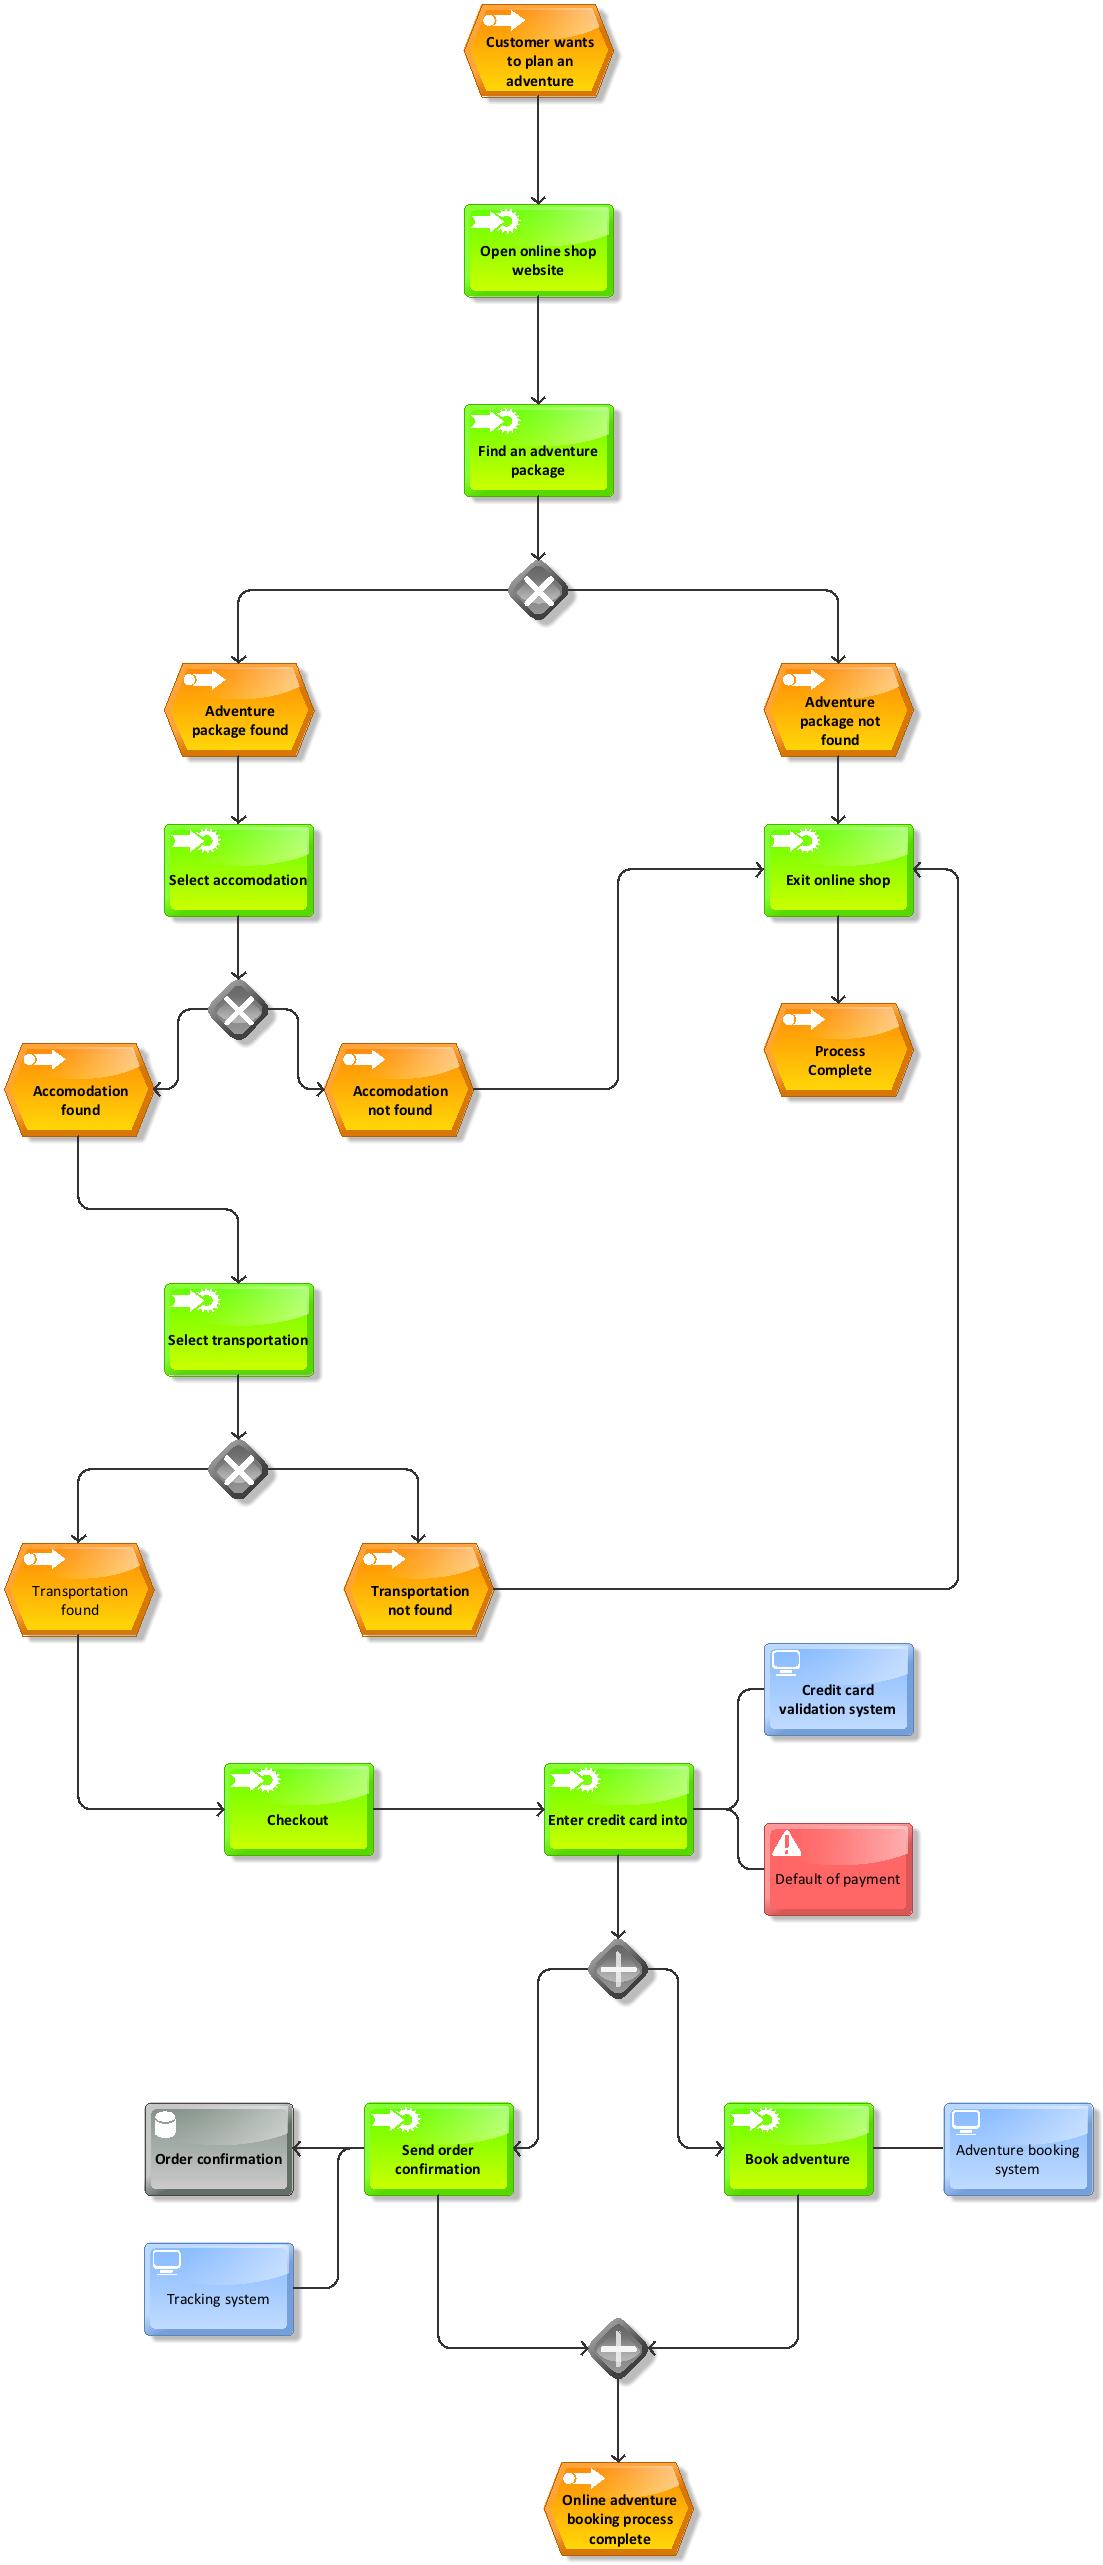 Customer wants
to plan an
adventure
Open online shop
website
Find an adventure
package
Adventure
package found
Adventure
package not
found
Select accomodation
Exit online shop
Accomodation
found
Accomodation
not found
Process
Complete
Select transportation
Transportation
found
Transportation
not found
Credit card
validation system
Checkout
Enter credit card into
Default of payment
Order confirmation
Send order
confirmation
Book adventure
Adventure booking
system
Tracking system
Online adventure
booking process
complete